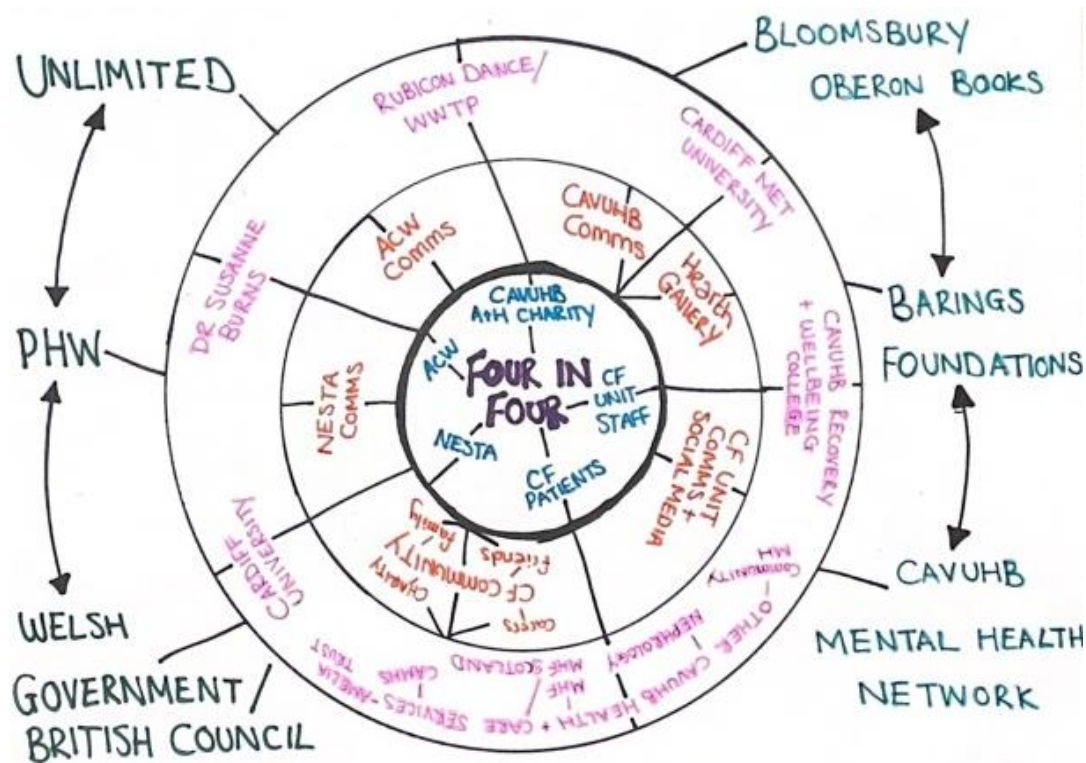 UNLIMITED
PHW
WELSH
GOVERNMENT/
BRITISH COUNCIL
BLOOMSBURY
OBERON BOOKS
BARINGS
FOUNDATIONS
CAVUHB
MENTAL HEALTH
NETWORK
RUBICON DANCE/
WWTP
CARDIFF MET
UNIVERSITY
CAVUHB RECOVERY
+ WELLBEING
COLLEGE
Community
MH
-OTHER CAVUHB HEALTH + CARE SERVICES-AMELIA
TRUST
NEPHROLOGY
MHF
MHF SCOTLAND
CAMHS
CARDIFF
UNIVERSITY
DR SUSANNE
BURNS
ACW
Comms
CAVUHB
Comms
Hearth
GALLERY
CF UNIT
COMMS +
SOCIAL MEDIA
Friends
family
CF COMMUNITY
CHARITY
carers
NESTA
COMMS
CAVUHB
A+H CHARITY
ACW
FOUR IN
FOUR
CF
UNIT
STAFF
NESTA
CF
PATIENTS